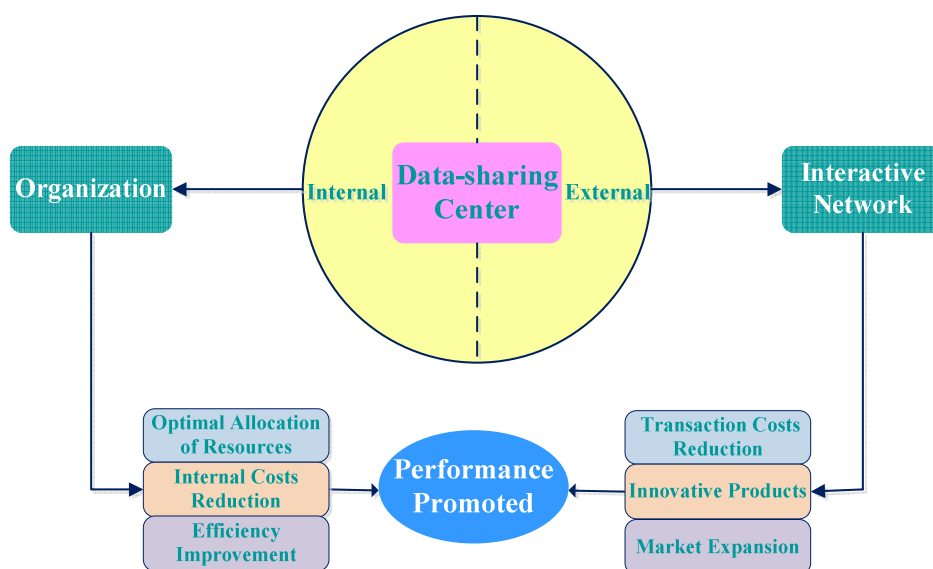 Organization
Internal
Data-sharing
Center
External
Interactive
Network
Optimal Allocation
of Resources
Internal Costs
Reduction
Efficiency
Improvement
Performance
Promoted
Transaction Costs
Reduction
Innovative Products
Market Expansion